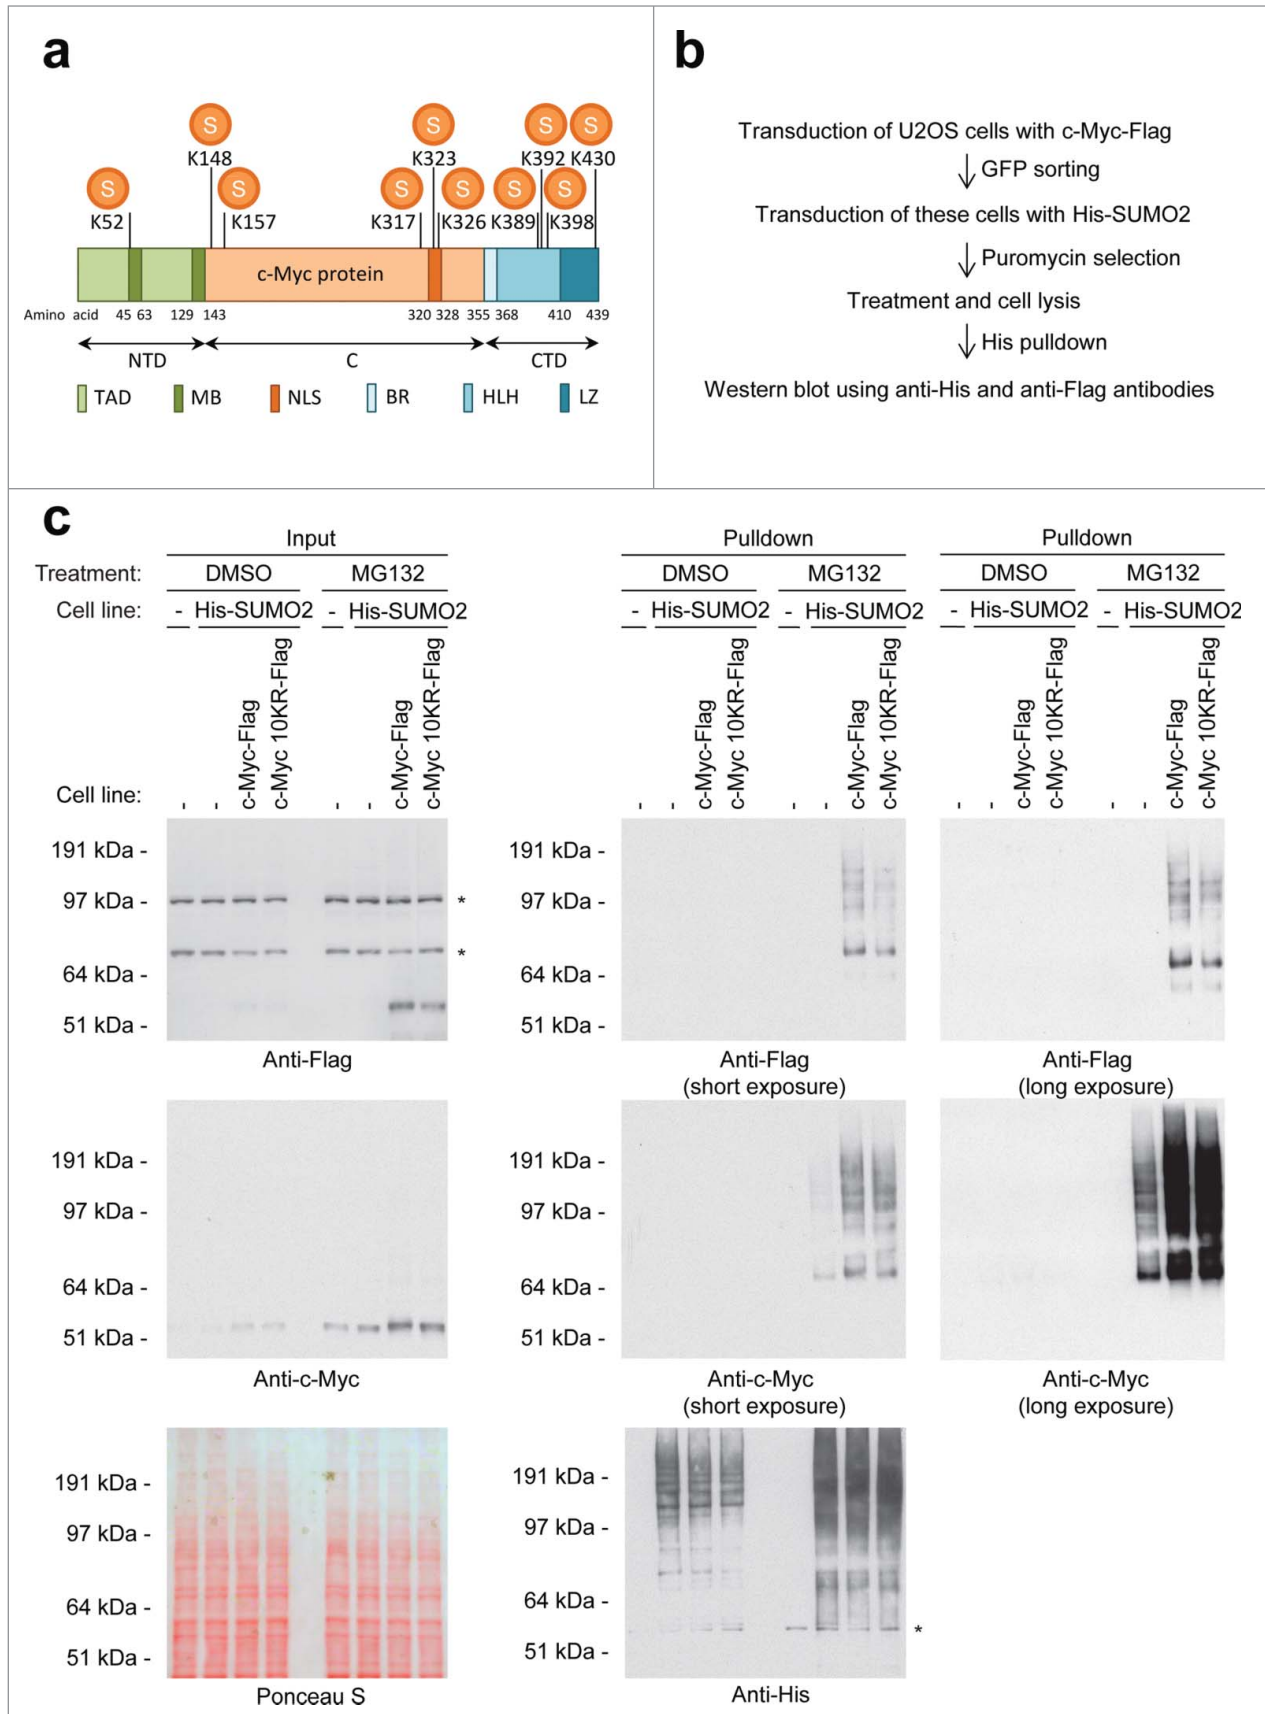 a
S
S
S
S
K148
K323
K392 K430
S
S
S
S
S
S
K52
K157
K317
K326 K389
K398
c-Myc protein
Amino acid 45 63 129 143 320 328 355 368 410 439
NTD
C
CTD
TAD
MB
NLS
BR
HLH
LZ
b
Transduction of U2OS cells with c-Myc-Flag
GFP sorting
Transduction of these cells with His-SUMO2
Puromycin selection
Treatment and cell lysis
His pulldown
Western blot using anti-His and anti-Flag antibodies
c
Input
Treatment: DMSO MG132
Cell line: - His-SUMO2 - His-SUMO2
Cell line: - - c-Myc-Flag c-Myc 10KR-Flag - - c-Myc-Flag c-Myc 10KR-Flag
191 kDa -
97 kDa - *
*
64 kDa -
51 kDa -
Anti-Flag
191 kDa -
97 kDa -
64 kDa -
51 kDa -
Anti-c-Myc
191 kDa -
97 kDa -
64 kDa -
51 kDa -
Ponceau S
Pulldown
DMSO MG132
- His-SUMO2 - His-SUMO2
- - c-Myc-Flag c-Myc 10KR-Flag - - c-Myc-Flag c-Myc 10KR-Flag
191 kDa -
97 kDa -
64 kDa -
51 kDa -
Anti-Flag
(short exposure)
191 kDa -
97 kDa -
64 kDa -
51 kDa -
Anti-c-Myc
(short exposure)
191 kDa -
97 kDa -
64 kDa -
*
51 kDa -
Anti-His
Pulldown
DMSO MG132
- His-SUMO2 - His-SUMO2
- - c-Myc-Flag c-Myc 10KR-Flag - - c-Myc-Flag c-Myc 10KR-Flag
Anti-Flag
(long exposure)
Anti-c-Myc
(long exposure)